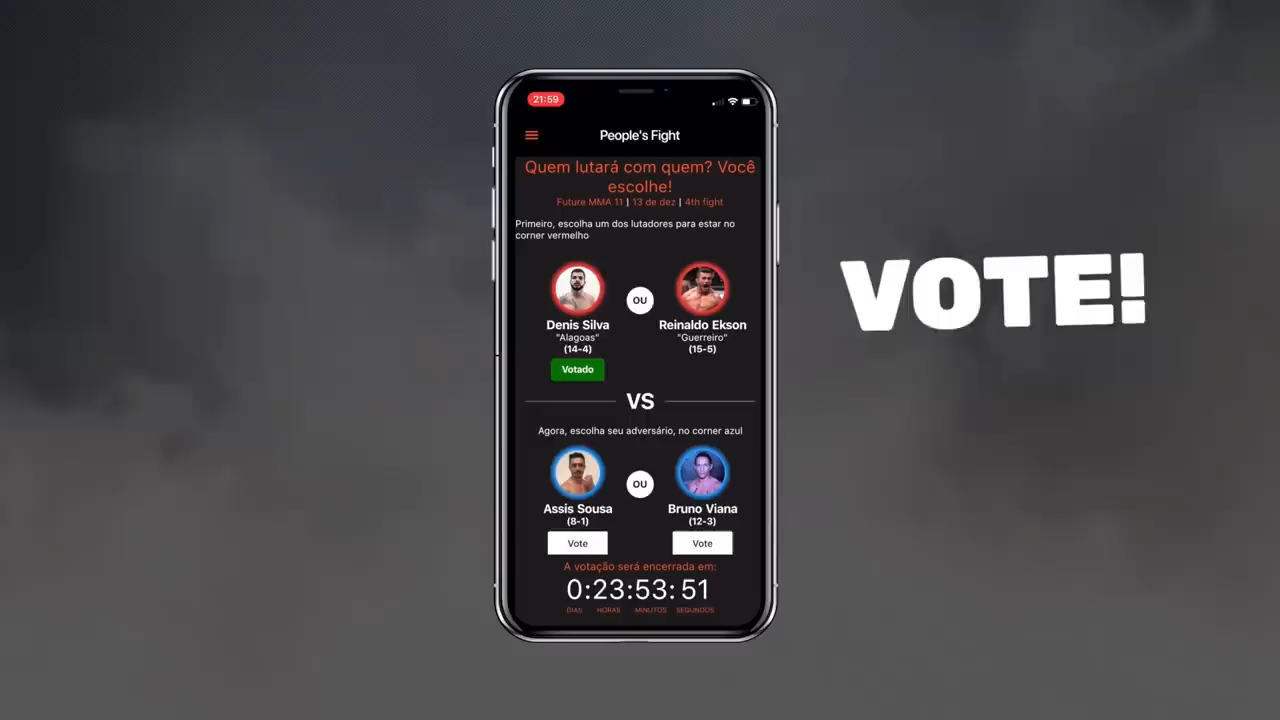 21:59
People's Fight
Quem lutará com quem? Você
escolhe!
Future MMA 11 | 13 de dez | 4th fight
Primeiro, escolha um dos lutadores para estar no
corner vermelho
OU
Denis Silva
"Alagoas"
(14-4)
Votado
Reinaldo Ekson
"Guerreiro"
(15-5)
VS
Agora, escolha seu adversário, no corner azul
OU
Assis Sousa
(8-1)
Vote
Bruno Viana
(12-3)
Vote
A votação será encerrada em:
0:23:53:51
DIAS HORAS MINUTOS SEGUNDOS
VOTE!